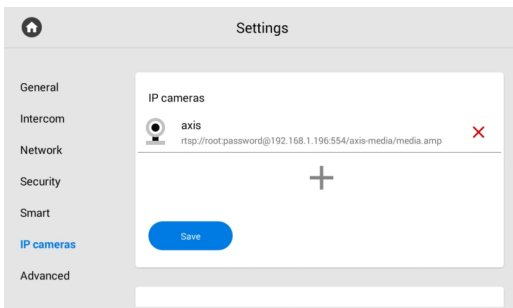 Settings
General
Intercom
Network
Security
Smart
IP cameras
Advanced
IP cameras
axis
rtsp://root:password@192.168.1.196:554/axis-media/media.amp
Save